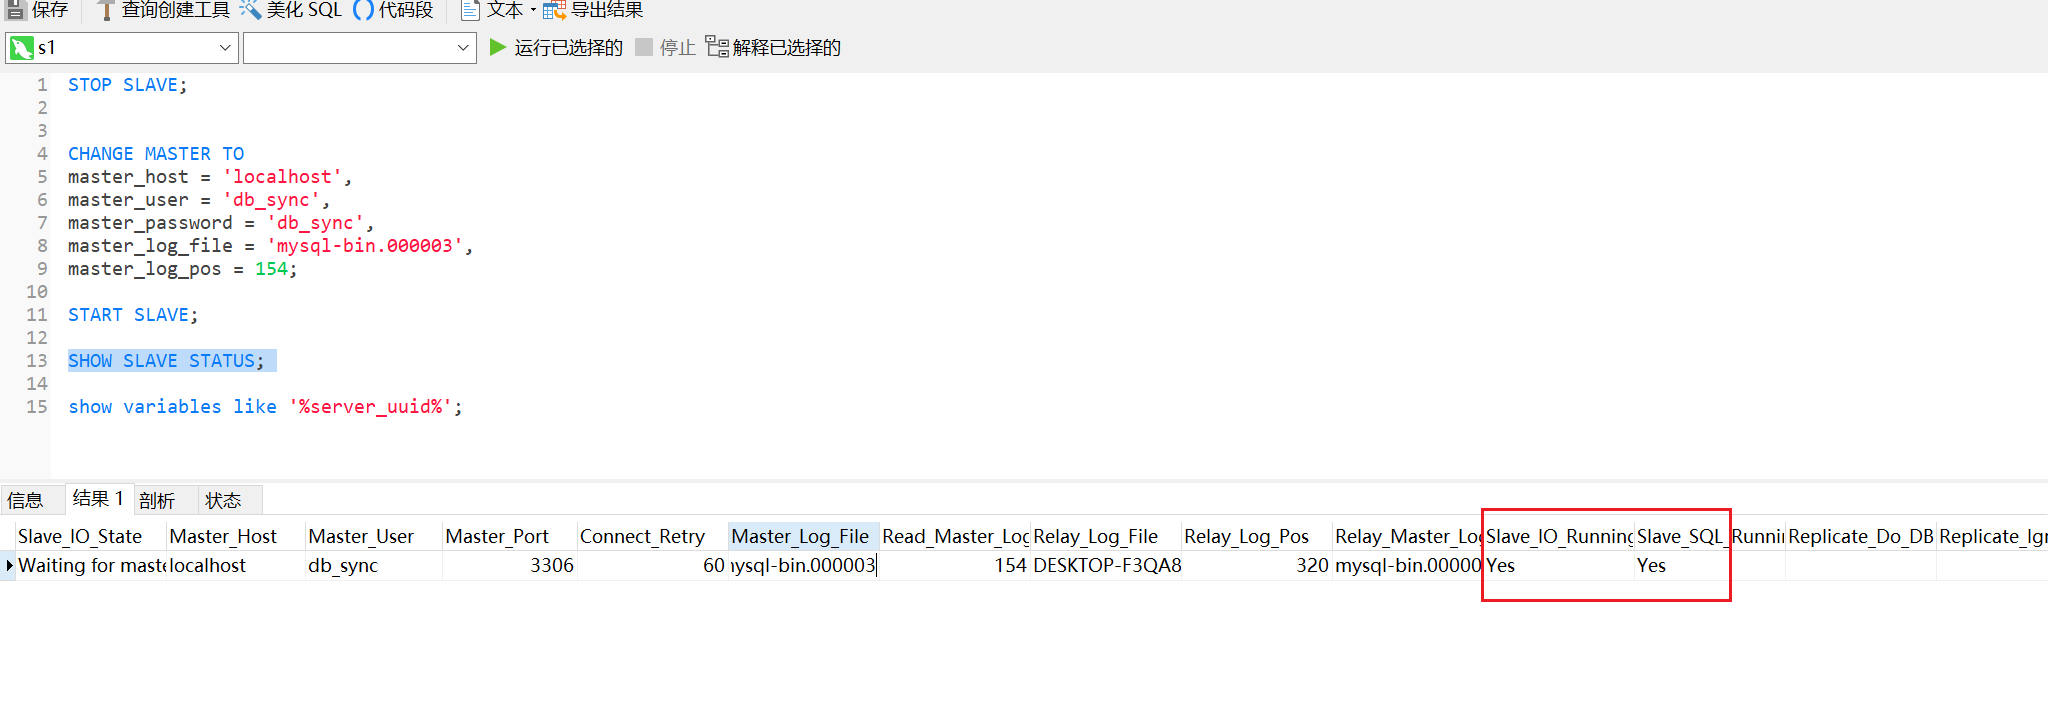 保存 查询创建工具 美化 SQL 代码段 文本 导出结果
s1 运行已选择的 停止 解释已选择的
1 STOP SLAVE;
2
3
4 CHANGE MASTER TO
5 master_host = 'localhost',
6 master_user = 'db_sync',
7 master_password = 'db_sync',
8 master_log_file = 'mysql-bin.000003',
9 master_log_pos = 154;
10
11 START SLAVE;
12
13 SHOW SLAVE STATUS;
14
15 show variables like '%server_uuid%';
信息 结果 1 剖析 状态
Slave_IO_State Master_Host Master_User Master_Port Connect_Retry Master_Log_File Read_Master_Log Relay_Log_File Relay_Log_Pos Relay_Master_Log Slave_IO_Running Slave_SQL_Runni Replicate_Do_DB Replicate_Ign
Waiting for maste localhost db_sync 3306 60 ysql-bin.000003 154 DESKTOP-F3QA8 320 mysql-bin.00000 Yes Yes